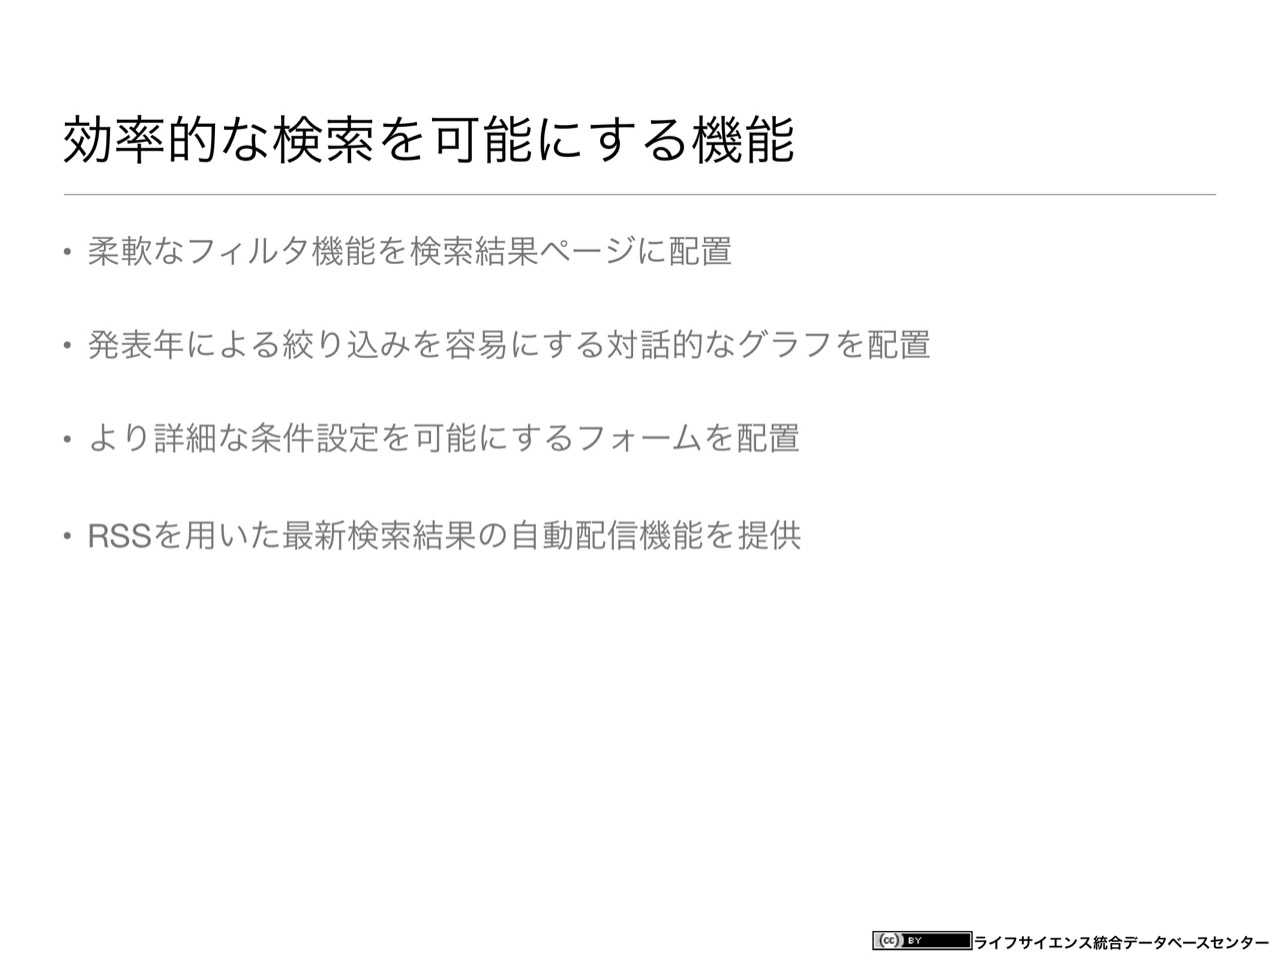 効率的な検索を可能にする機能
• 柔軟なフィルタ機能を検索結果ページに配置
• 発表年による絞り込みを容易にする対話的なグラフを配置
• より詳細な条件設定を可能にするフォームを配置
• RSSを用いた最新検索結果の自動配信機能を提供
(cc) BY ライフサイエンス統合データベースセンター